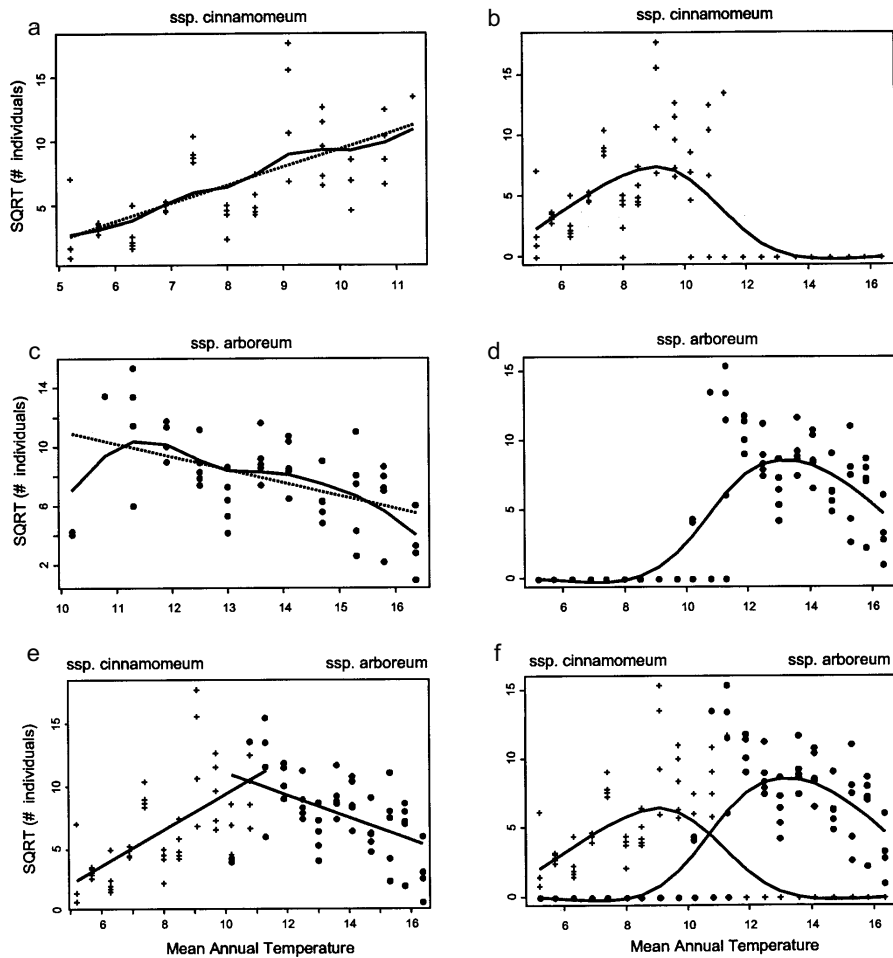 a
ssp. cinnamomeum
SQRT (# individuals)
15
10
5
5 6 7 8 9 10 11
b
ssp. cinnamomeum
15
10
5
0
6 8 10 12 14 16
c
ssp. arboreum
SQRT (# individuals)
14
10
6
2
10 11 12 13 14 15 16
d
ssp. arboreum
15
10
5
0
6 8 10 12 14 16
e
ssp. cinnamomeum ssp. arboreum
SQRT (# individuals)
15
10
5
0
6 8 10 12 14 16
Mean Annual Temperature
f
ssp. cinnamomeum ssp. arboreum
15
10
5
0
6 8 10 12 14 16
Mean Annual Temperature